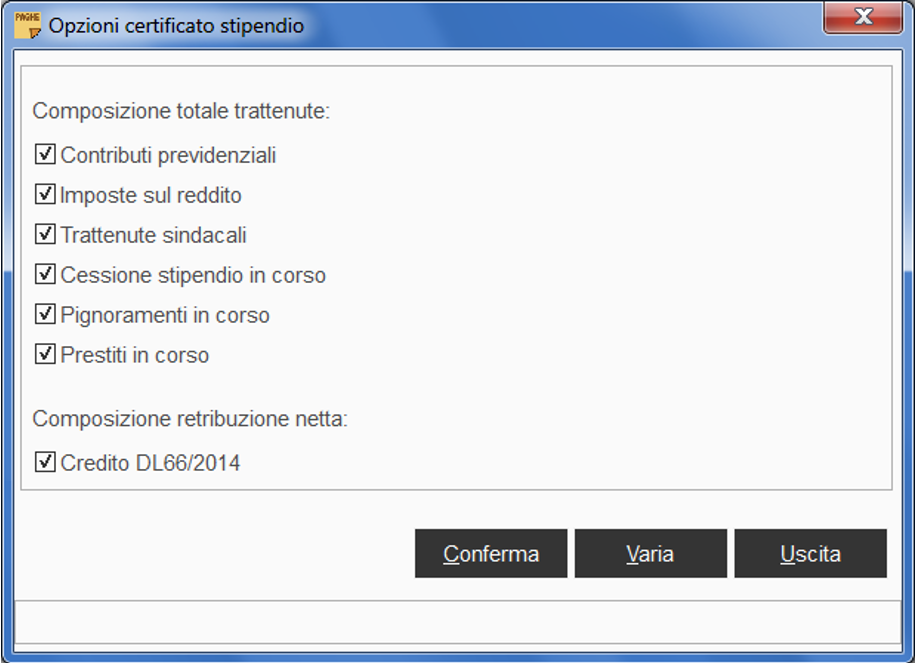 PAGHE
Opzioni certificato stipendio
X
Composizione totale trattenute:
Contributi previdenziali
Imposte sul reddito
Trattenute sindacali
Cessione stipendio in corso
Pignoramenti in corso
Prestiti in corso
Composizione retribuzione netta:
Credito DL66/2014
Conferma Varia Uscita